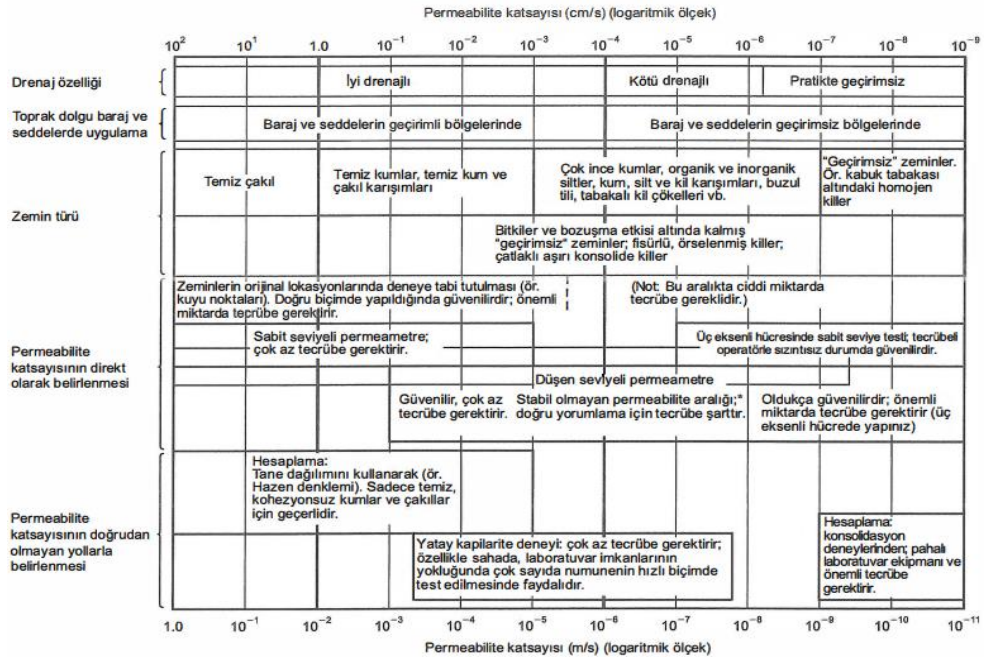 Permeabilite katsayısı (cm/s) (logaritmik ölçek)
10² 10¹ 1.0 10⁻¹ 10⁻² 10⁻³ 10⁻⁴ 10⁻⁵ 10⁻⁶ 10⁻⁷ 10⁻⁸ 10⁻⁹
Drenaj özelliği
İyi drenajlı
Kötü drenajlı
Pratikte geçirimsiz
Toprak dolgu baraj ve
seddelerde uygulama
Baraj ve seddelerin geçirimli bölgelerinde
Baraj ve seddelerin geçirimsiz bölgelerinde
Zemin türü
Temiz çakıl
Temiz kumlar, temiz kum ve
çakıl karışımları
Çok ince kumlar, organik ve inorganik
siltler, kum, silt ve kil karışımları, buzul
tili, tabakalı kil çökelleri vb.
"Geçirimsiz" zeminler.
Ör. kabuk tabakası
altındaki homojen
killer
Bitkiler ve bozuşma etkisi altında kalmış
"geçirimsiz" zeminler; fisürlü, örselenmiş killer;
çatlaklı aşırı konsolide killer
Permeabilite
katsayısının direkt
olarak belirlenmesi
Zeminlerin orijinal lokasyonlarında deneye tabi tutulması (ör.
kuyu noktaları). Doğru biçimde yapıldığında güvenilirdir; önemli
miktarda tecrübe gerektirir.
(Not: Bu aralıkta ciddi miktarda
tecrübe gereklidir.)
Sabit seviyeli permeametre;
çok az tecrübe gerektirir.
Üç eksenli hücresinde sabit seviye testi; tecrübeli
operatörle sızıntısız durumda güvenilirdir.
Düşen seviyeli permeametre
Güvenilir, çok az
tecrübe gerektirir.
Stabil olmayan permeabilite aralığı;*
doğru yorumlama için tecrübe şarttır.
Oldukça güvenilirdir; önemli
miktarda tecrübe gerektirir (üç
eksenli hücrede yapınız)
Permeabilite
katsayısının doğrudan
olmayan yollarla
belirlenmesi
Hesaplama:
Tane dağılımını kullanarak (ör.
Hazen denklemi). Sadece temiz,
kohezyonsuz kumlar ve çakıllar
için geçerlidir.
Yatay kapilarite deneyi: çok az tecrübe gerektirir;
özellikle sahada, laboratuvar imkanlarının
yokluğunda çok sayıda numunenin hızlı biçimde
test edilmesinde faydalıdır.
Hesaplama:
konsolidasyon
deneylerinden; pahalı
laboratuvar ekipmanı ve
önemli tecrübe
gerektirir.
1.0 10⁻¹ 10⁻² 10⁻³ 10⁻⁴ 10⁻⁵ 10⁻⁶ 10⁻⁷ 10⁻⁸ 10⁻⁹ 10⁻¹⁰ 10⁻¹¹
Permeabilite katsayısı (m/s) (logaritmik ölçek)